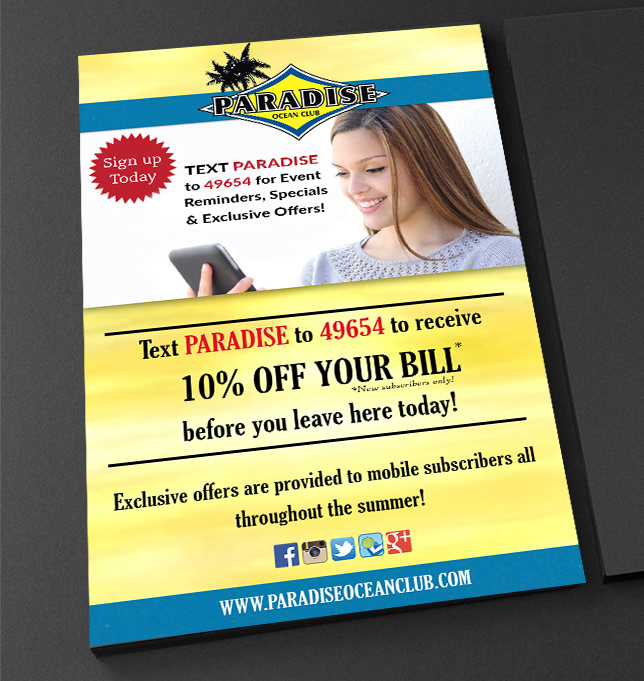 PARADISE
OCEAN CLUB
Sign up
Today
TEXT PARADISE
to 49654 for Event
Reminders, Specials
& Exclusive Offers!
Text PARADISE to 49654 to receive
10% OFF YOUR BILL*
*New subscribers only!
before you leave here today!
Exclusive offers are provided to mobile subscribers all
throughout the summer!
f
g+
WWW.PARADISEOCEANCLUB.COM